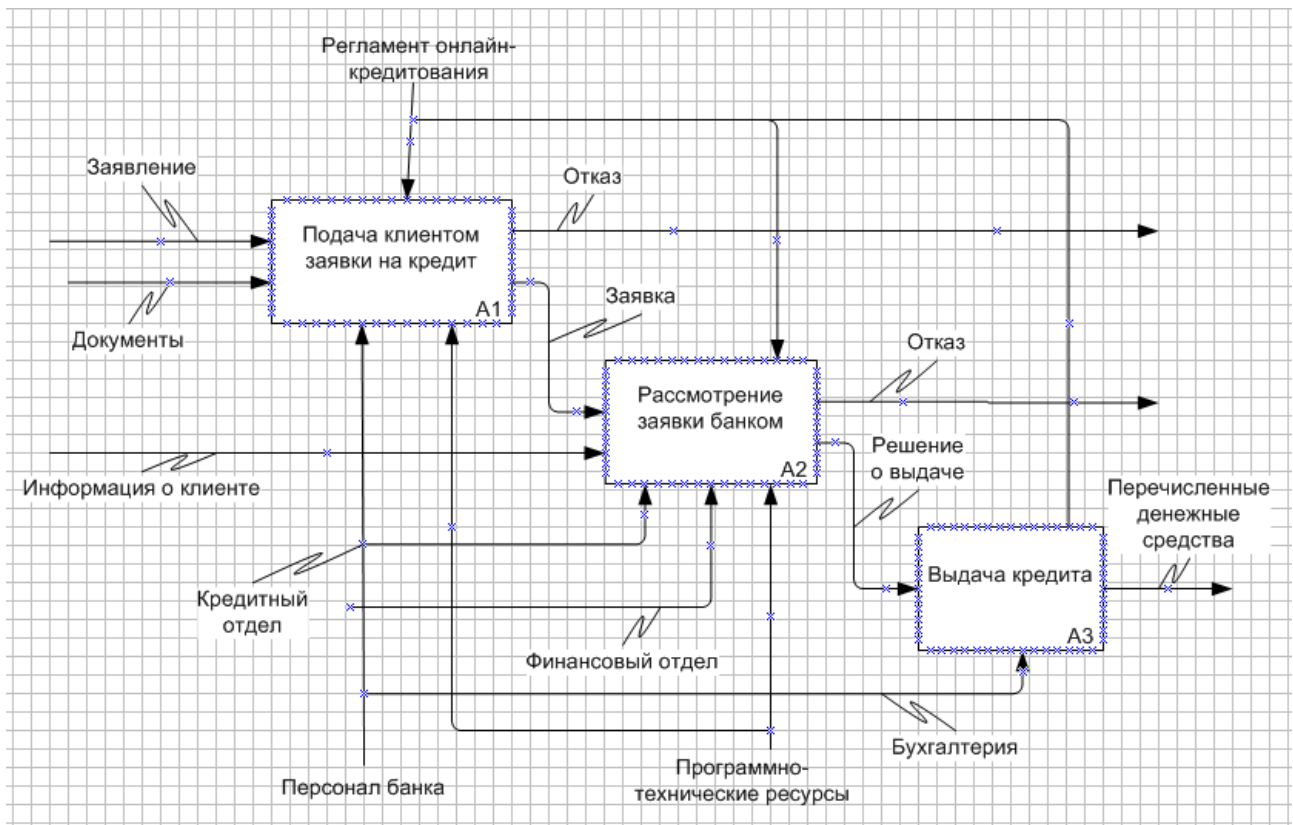 Регламент онлайн-
кредитования
Заявление
Отказ
Подача клиентом
заявки на кредит
A1
Заявка
Документы
Отказ
Рассмотрение
заявки банком
A2
Решение
о выдаче
Информация о клиенте
Перечисленные
денежные
средства
Выдача кредита
A3
Кредитный
отдел
Финансовый отдел
Бухгалтерия
Персонал банка
Программно-
технические ресурсы